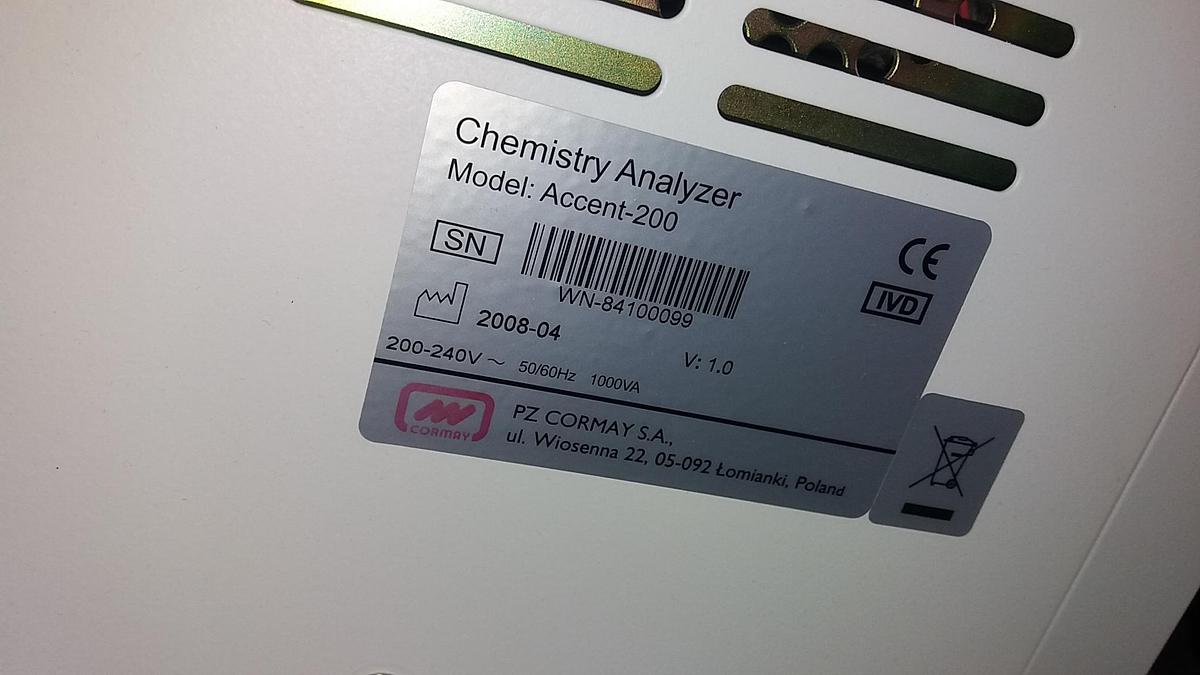 Chemistry Analyzer
Model: Accent-200
SN
WN-84100099
CE
IVD
2008-04
V: 1.0
200-240V ~ 50/60Hz 1000VA
CORMAY
PZ CORMAY S.A.,
ul. Wiosenna 22, 05-092 Łomianki, Poland